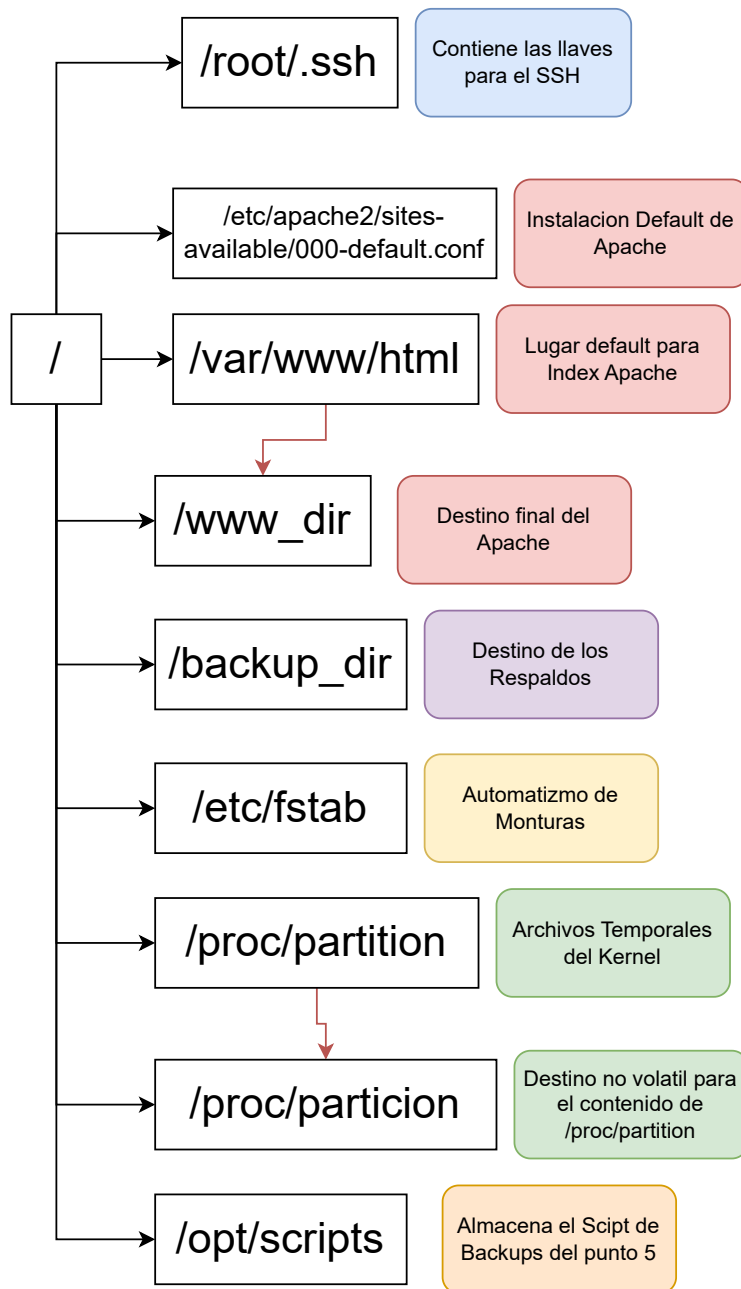 /root/.ssh
Contiene las llaves
para el SSH
/etc/apache2/sites-
available/000-default.conf
Instalacion Default de
Apache
/
/var/www/html
Lugar default para
Index Apache
/www_dir
Destino final del
Apache
/backup_dir
Destino de los
Respaldos
/etc/fstab
Automatizmo de
Monturas
/proc/partition
Archivos Temporales
del Kernel
/proc/particion
Destino no volatil para
el contenido de
/proc/partition
/opt/scripts
Almacena el Scipt de
Backups del punto 5